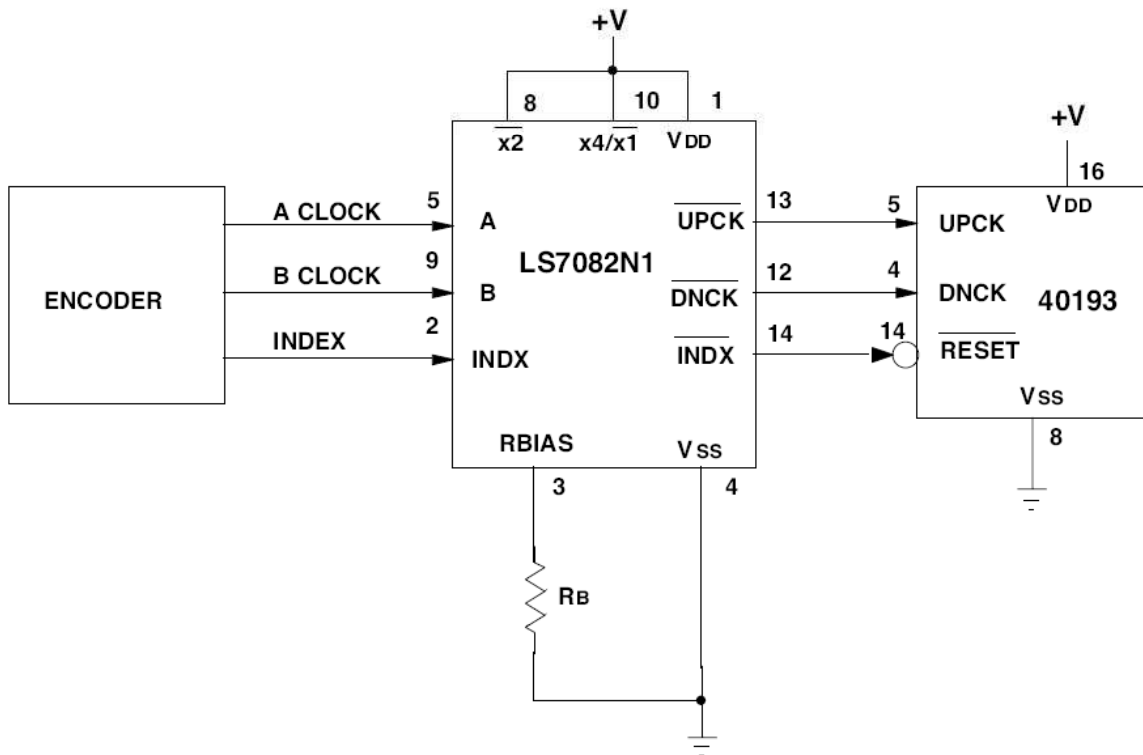 +V
8
10
1
x2
x4/x1
VDD
+V
16
VDD
A CLOCK
5
A
UPCK
13
5
UPCK
LS7082N1
B CLOCK
9
B
DNCK
12
4
DNCK
ENCODER
40193
INDEX
2
INDX
INDX
14
14
RESET
VSS
8
RBIAS
VSS
3
4
RB